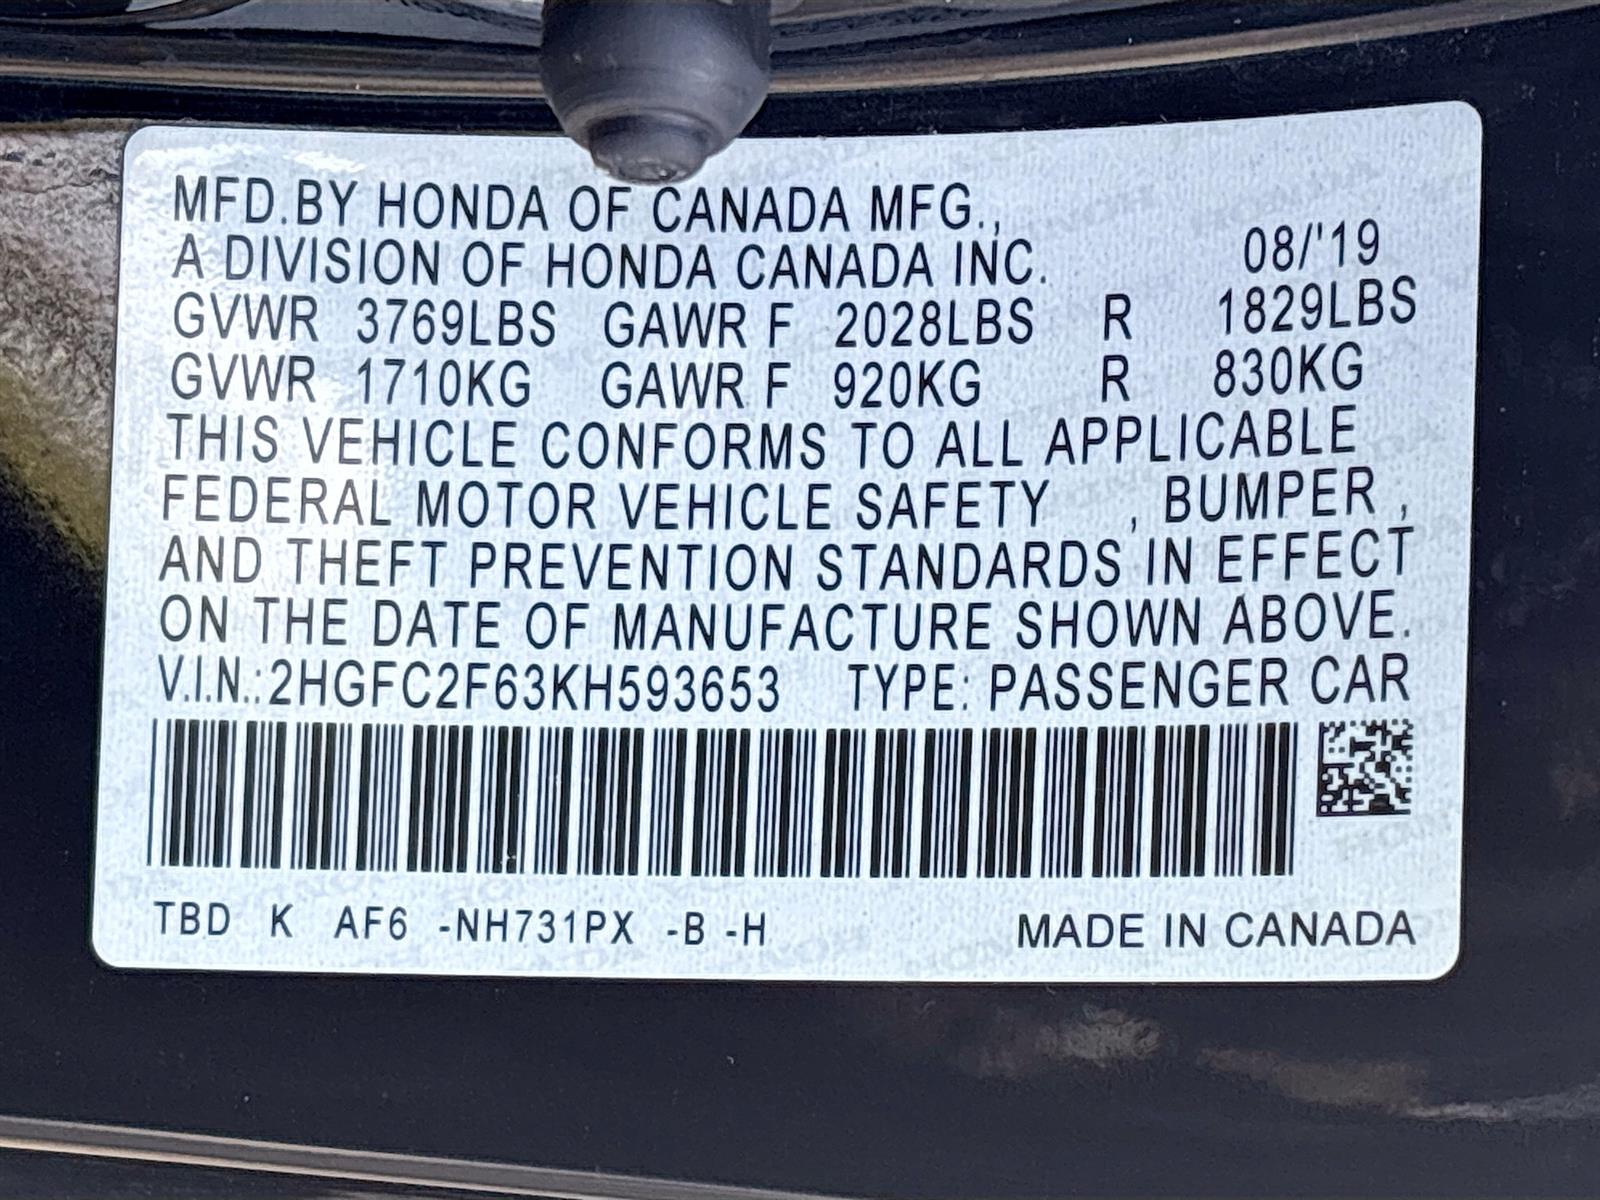 MFD.BY HONDA OF CANADA MFG.,
A DIVISION OF HONDA CANADA INC. 08/'19
GVWR 3769LBS GAWR F 2028LBS R 1829LBS
GVWR 1710KG GAWR F 920KG R 830KG
THIS VEHICLE CONFORMS TO ALL APPLICABLE
FEDERAL MOTOR VEHICLE SAFETY , BUMPER ,
AND THEFT PREVENTION STANDARDS IN EFFECT
ON THE DATE OF MANUFACTURE SHOWN ABOVE.
V.I.N.:2HGFC2F63KH593653 TYPE: PASSENGER CAR
TBD K AF6 -NH731PX -B -H MADE IN CANADA